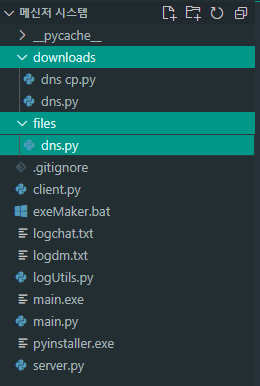 메신저 시스템
__pycache__
downloads
dns cp.py
dns.py
files
dns.py
.gitignore
client.py
exeMaker.bat
logchat.txt
logdm.txt
logUtils.py
main.exe
main.py
pyinstaller.exe
server.py